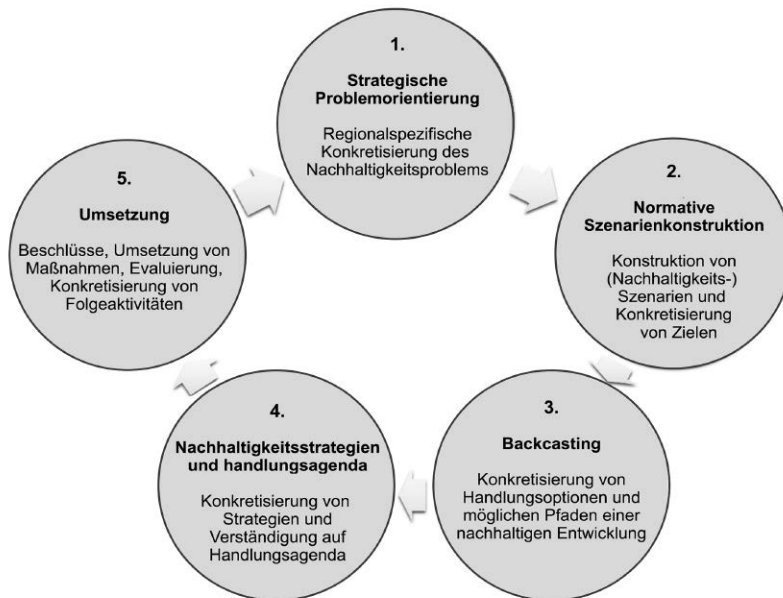 1.
Strategische
Problemorientierung
Regionalspezifische
Konkretisierung des
Nachhaltigkeitsproblems
2.
Normative
Szenarienkonstruktion
Konstruktion von
(Nachhaltigkeits-)
Szenarien und
Konkretisierung
von Zielen
3.
Backcasting
Konkretisierung von
Handlungsoptionen und
möglichen Pfaden einer
nachhaltigen Entwicklung
4.
Nachhaltigkeitsstrategien
und handlungsagenda
Konkretisierung von
Strategien und
Verständigung auf
Handlungsagenda
5.
Umsetzung
Beschlüsse, Umsetzung von
Maßnahmen, Evaluierung,
Konkretisierung von
Folgeaktivitäten